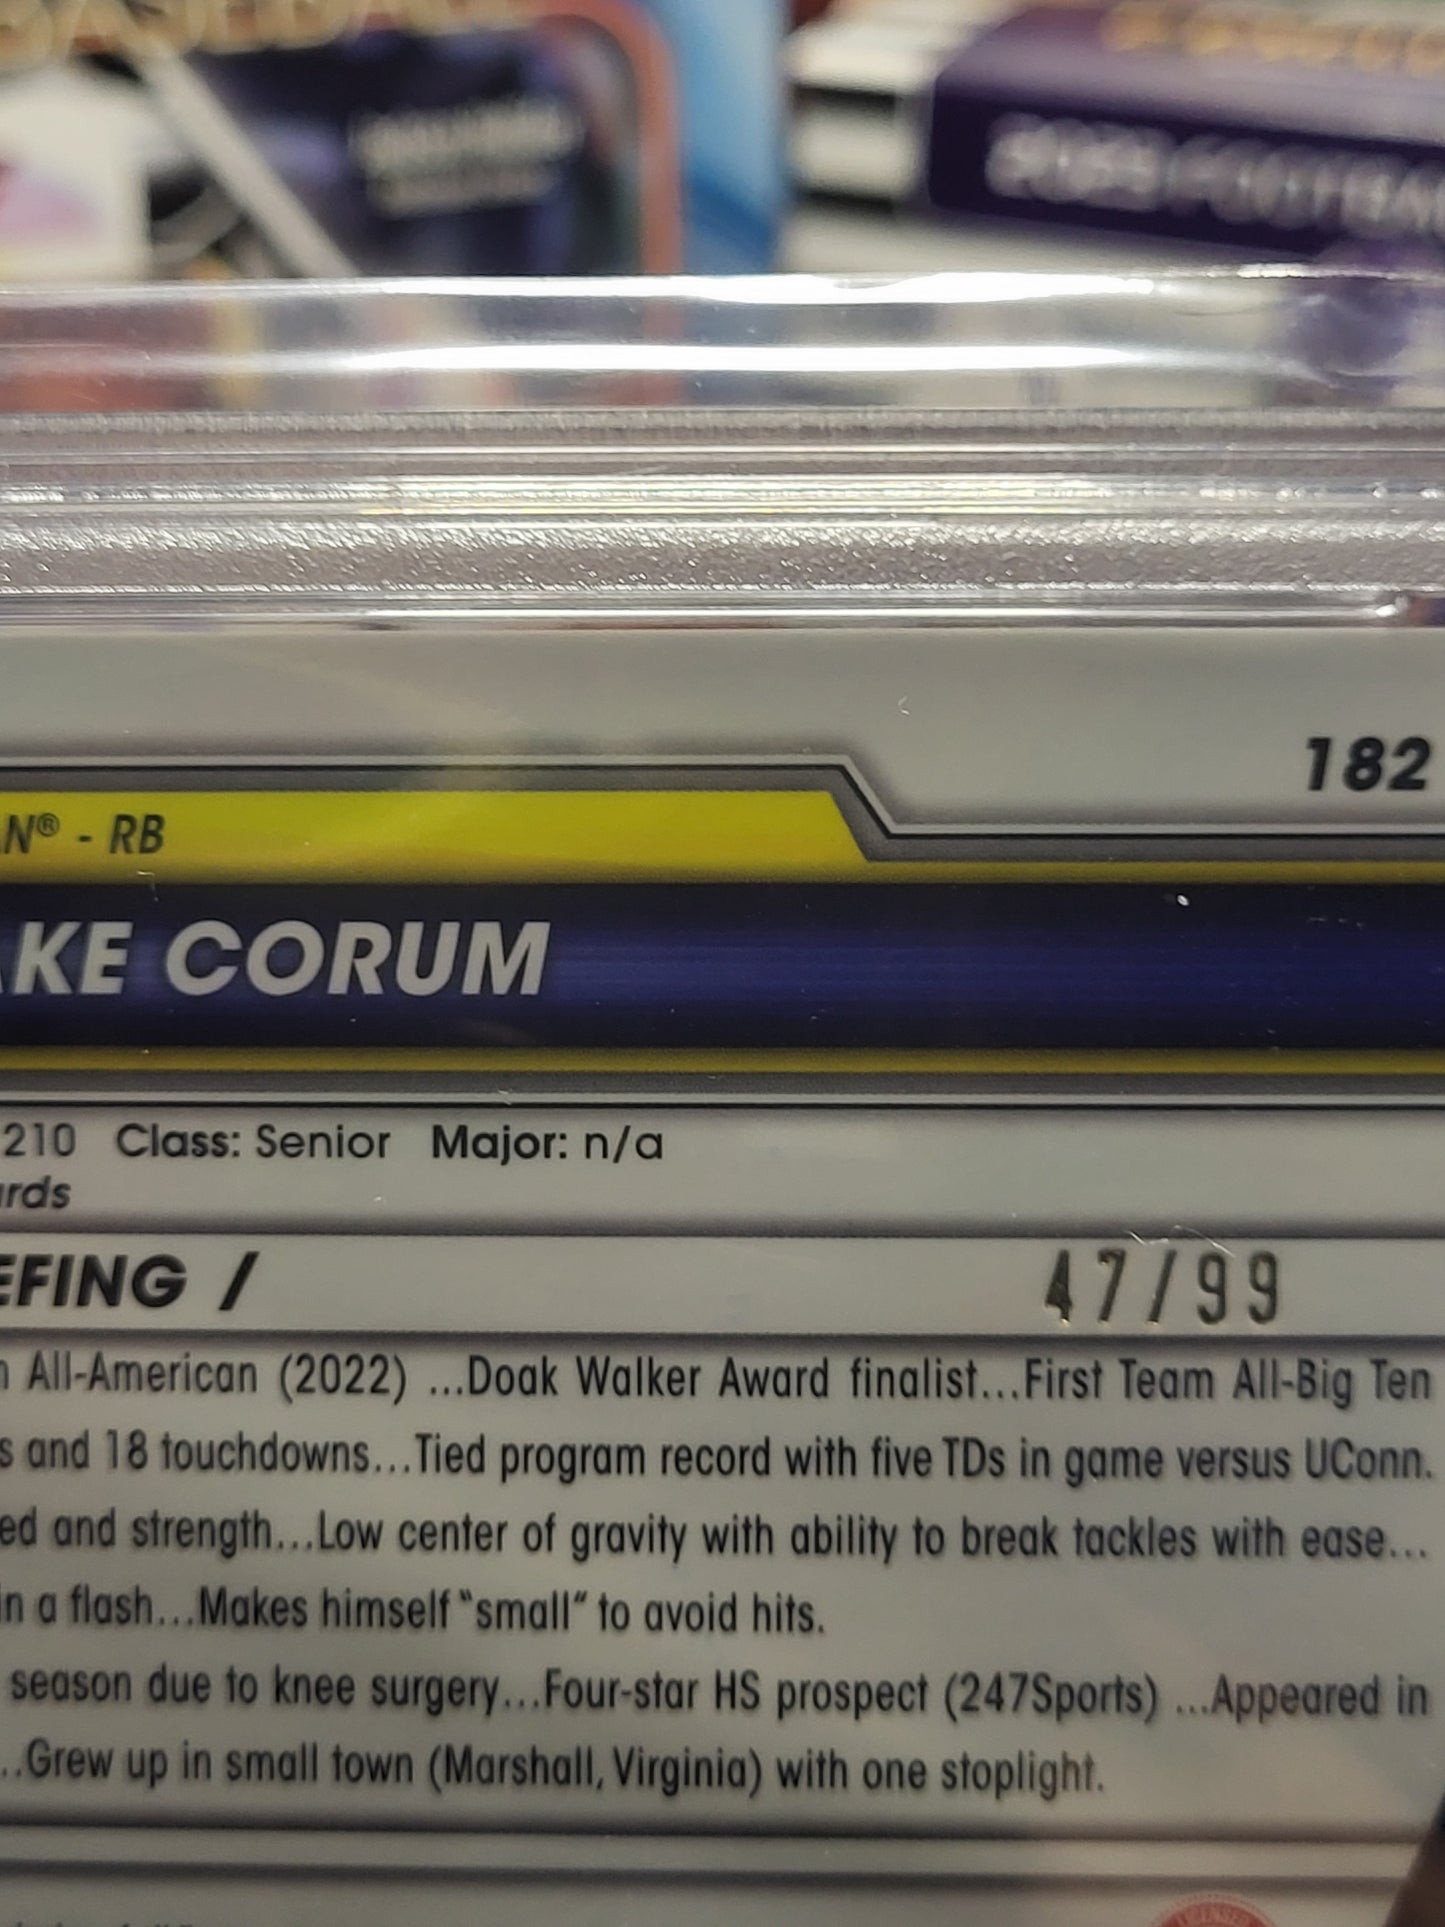 BASEBALL
2023 FOOTBALL
182
N® - RB
AKE CORUM
210 Class: Senior Major: n/a
rds
EFING /
47/99
All-American (2022) ...Doak Walker Award finalist...First Team All-Big Ten
s and 18 touchdowns...Tied program record with five TDs in game versus UConn.
ed and strength...Low center of gravity with ability to break tackles with ease...
in a flash...Makes himself "small" to avoid hits.
season due to knee surgery...Four-star HS prospect (247Sports) ...Appeared in
..Grew up in small town (Marshall, Virginia) with one stoplight.